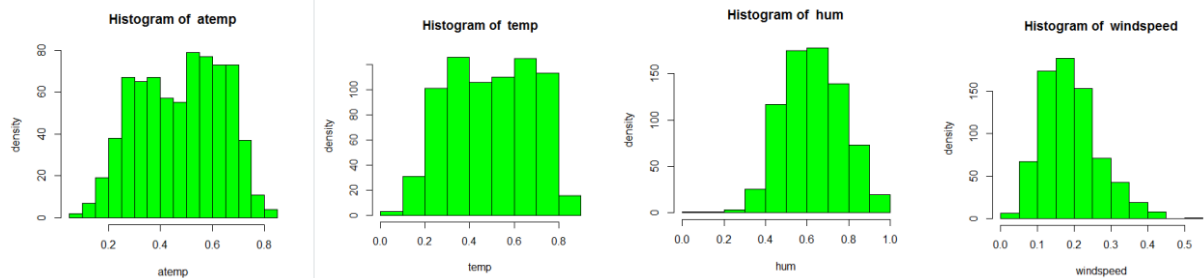 Histogram of atemp
density
0 20 40 60 80
0.2 0.4 0.6 0.8
atemp
Histogram of temp
density
0 20 40 60 80 100
0.0 0.2 0.4 0.6 0.8
temp
Histogram of hum
density
0 50 100 150
0.0 0.2 0.4 0.6 0.8 1.0
hum
Histogram of windspeed
density
0 50 100 150
0.0 0.1 0.2 0.3 0.4 0.5
windspeed